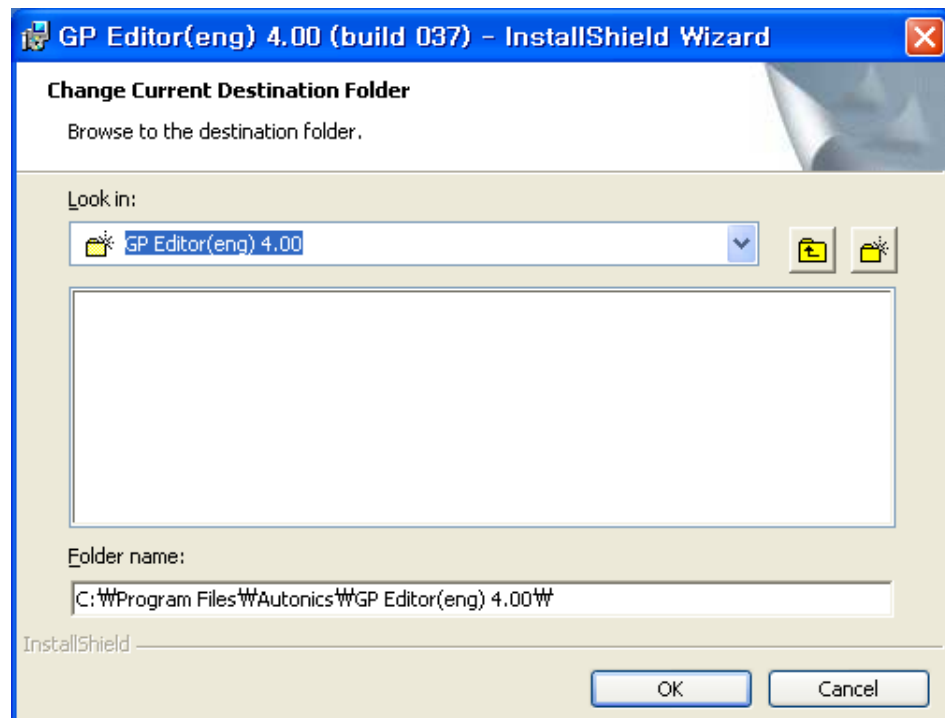 GP Editor(eng) 4.00 (build 037) - InstallShield Wizard
Change Current Destination Folder
Browse to the destination folder.
Look in:
GP Editor(eng) 4.00
Folder name:
C:₩Program Files₩Autonics₩GP Editor(eng) 4.00₩
InstallShield
OK Cancel